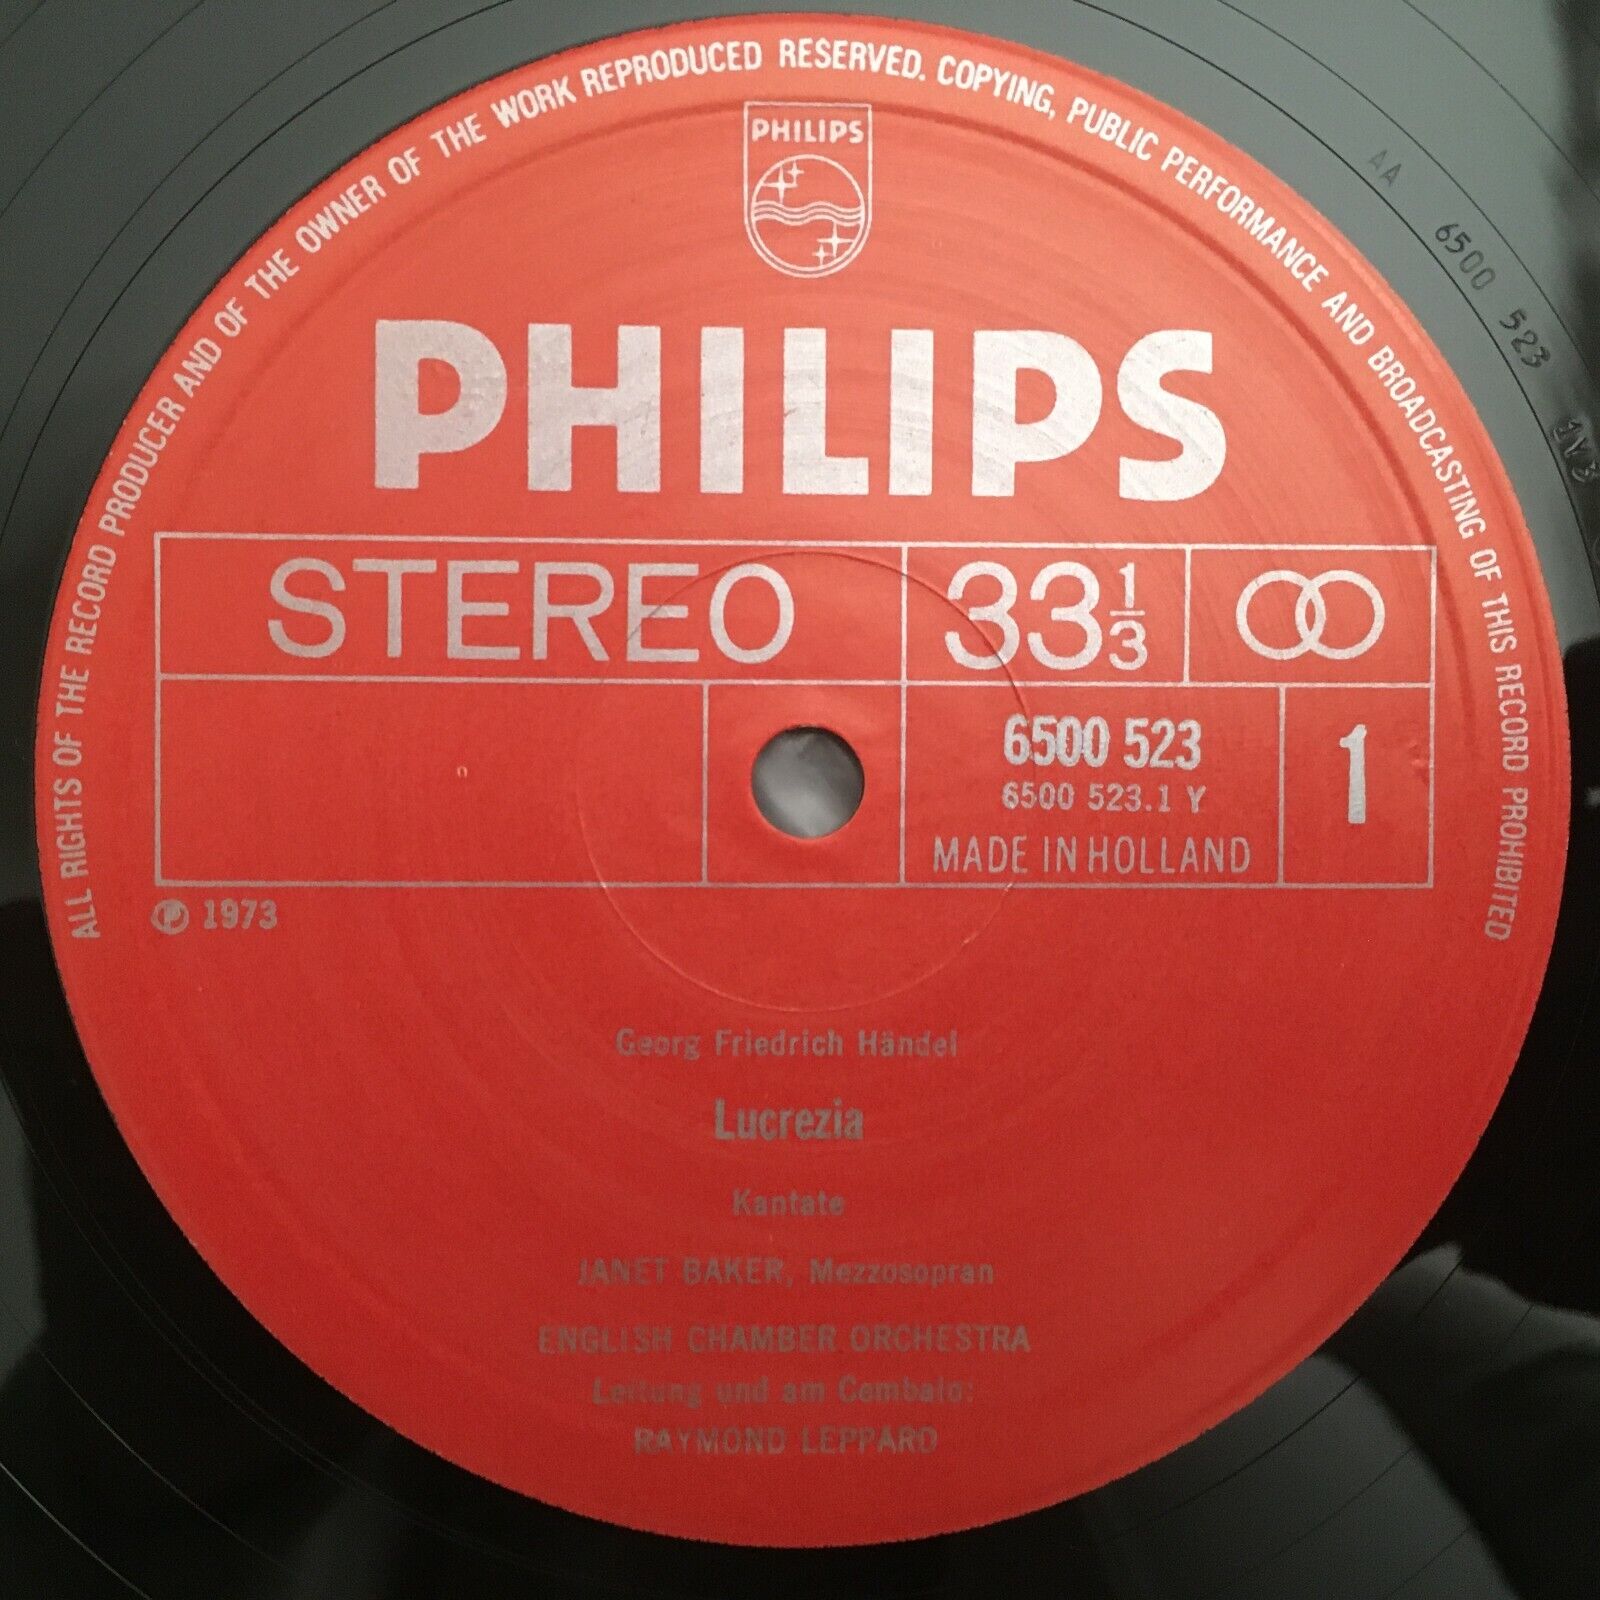 ALL RIGHTS OF THE RECORD PRODUCER AND OF THE OWNER OF THE WORK REPRODUCED RESERVED. COPYING, PUBLIC PERFORMANCE AND BROADCASTING OF THIS RECORD PROHIBITED
PHILIPS
PHILIPS
STEREO
33 1/3
6500 523
6500 523.1 Y
MADE IN HOLLAND
1
℗ 1973
Georg Friedrich Händel
Lucrezia
Kantate
JANET BAKER, Mezzosopran
ENGLISH CHAMBER ORCHESTRA
Leitung und am Cembalo:
RAYMOND LEPPARD
AA 6500 523 1Y3